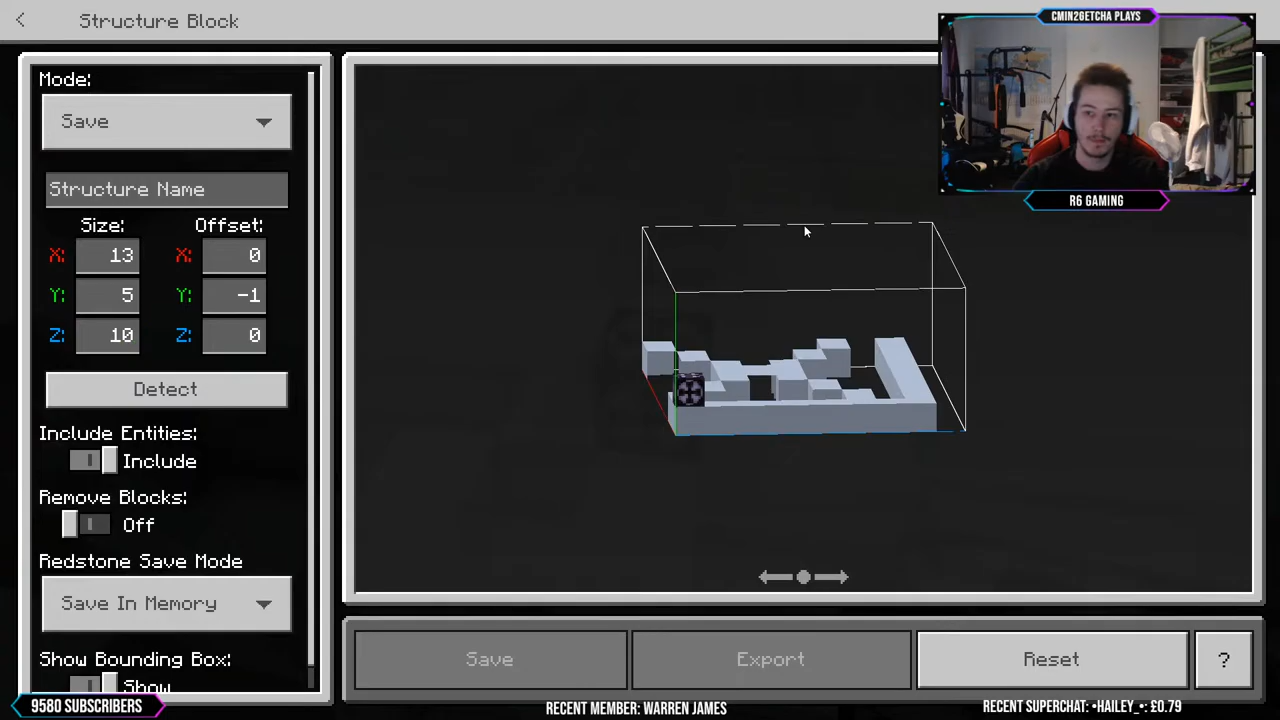 Structure Block
CMIN2GETCHA PLAYS
R6 GAMING
Mode:
Save
Structure Name
Size: Offset:
X: 13 X: 0
Y: 5 Y: -1
Z: 10 Z: 0
Detect
Include Entities:
Include
Remove Blocks:
Off
Redstone Save Mode
Save In Memory
Show Bounding Box:
Show
Save Export Reset ?
9580 SUBSCRIBERS
RECENT MEMBER: WARREN JAMES
RECENT SUPERCHAT: •HAILEY_•: £0.79